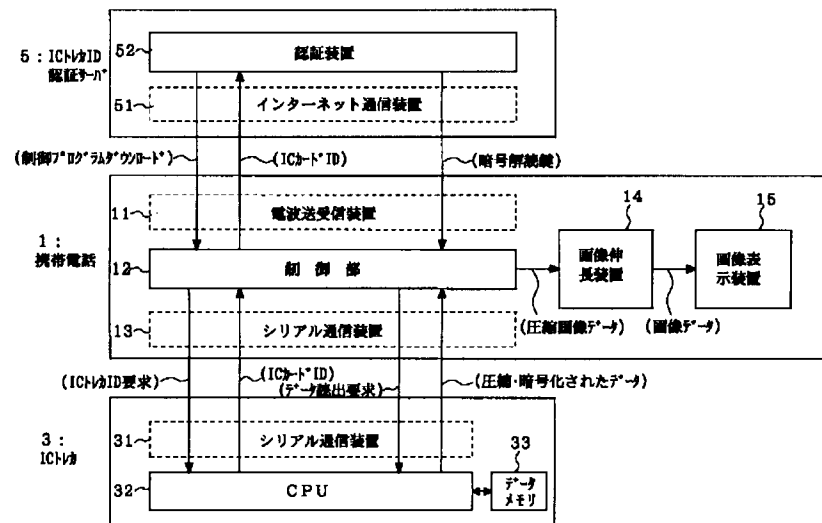 5：ICﾄﾚｶID
認証ｻｰﾊﾞ
52
認証装置
51
インターネット通信装置
(制御ﾌﾟﾛｸﾞﾗﾑﾀﾞｳﾝﾛｰﾄﾞ)
(ICｶｰﾄﾞID)
(暗号解読鍵)
1：
携帯電話
11
電波送受信装置
12
制御部
13
シリアル通信装置
14
画像伸
長装置
15
画像表
示装置
(圧縮画像ﾃﾞｰﾀ)
(画像ﾃﾞｰﾀ)
(ICﾄﾚｶID要求)
(ICｶｰﾄﾞID)
(ﾃﾞｰﾀ読出要求)
(圧縮・暗号化されたﾃﾞｰﾀ)
3：
ICﾄﾚｶ
31
シリアル通信装置
32
CPU
33
データ
メモリ